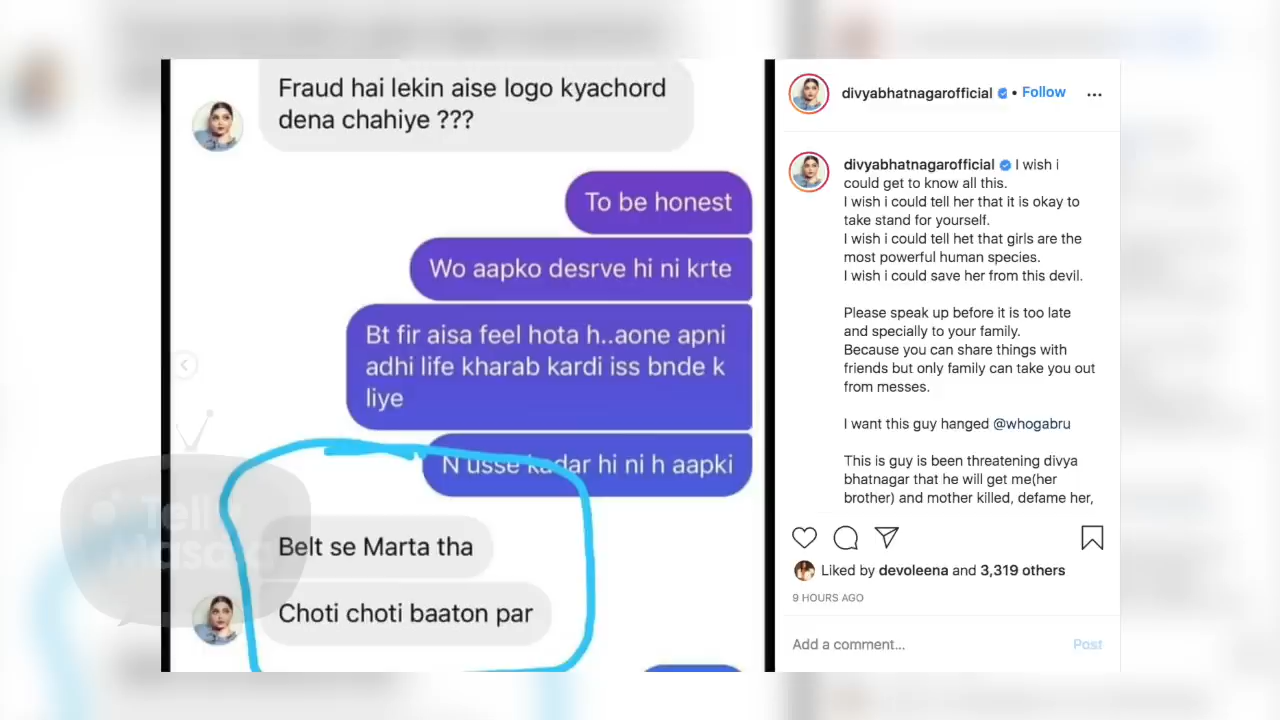 Fraud hai lekin aise logo kyachord
dena chahiye ???
To be honest
Wo aapko desrve hi ni krte
Bt fir aisa feel hota h..aone apni
adhi life kharab kardi iss bnde k
liye
N usse kadar hi ni h aapki
Belt se Marta tha
Choti choti baaton par
Telly
Masala
divyabhatnagarofficial • Follow
divyabhatnagarofficial I wish i
could get to know all this.
I wish i could tell her that it is okay to
take stand for yourself.
I wish i could tell het that girls are the
most powerful human species.
I wish i could save her from this devil.
Please speak up before it is too late
and specially to your family.
Because you can share things with
friends but only family can take you out
from messes.
I want this guy hanged @whogabru
This is guy is been threatening divya
bhatnagar that he will get me(her
brother) and mother killed, defame her,
Liked by devoleena and 3,319 others
9 HOURS AGO
Add a comment... Post